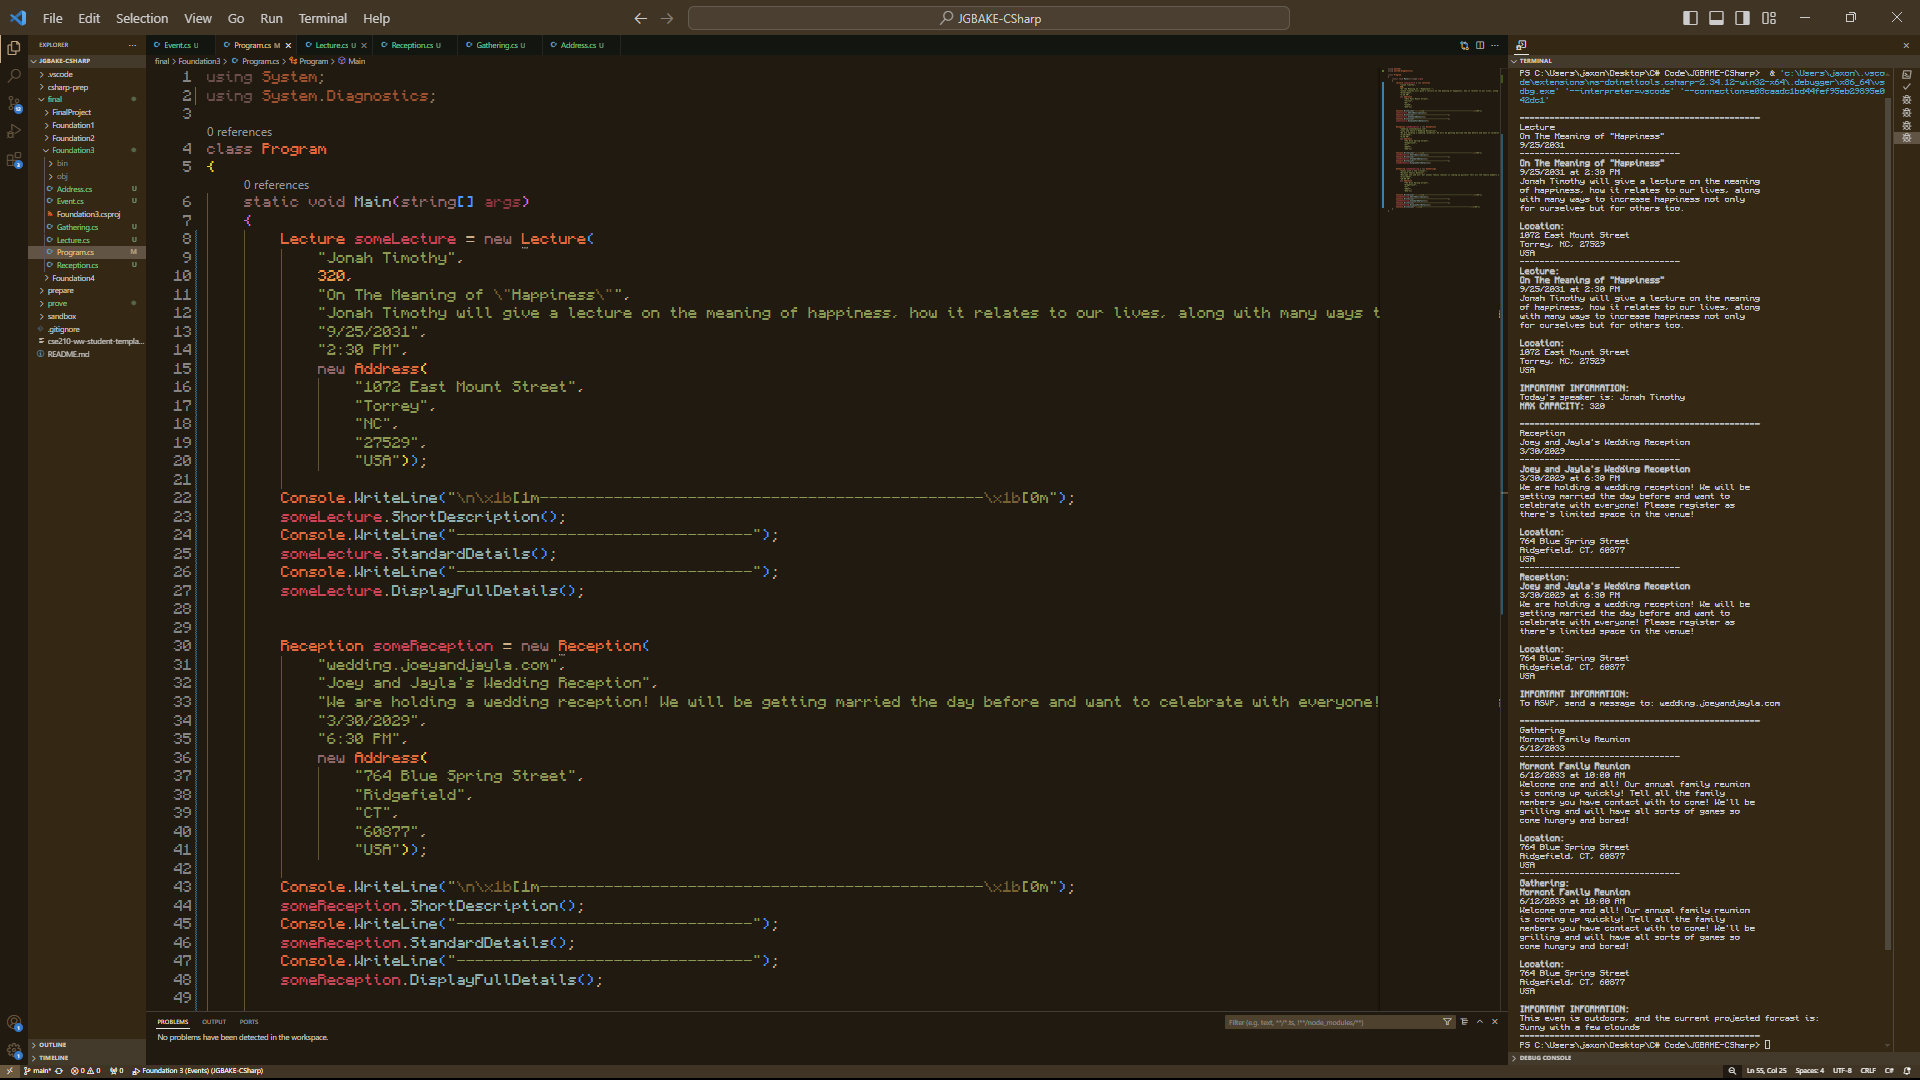 File Edit Selection View Go Run Terminal Help
JGBAKE-CSharp
EXPLORER
JGBAKE-CSHARP
.vscode
csharp-prep
final
FinalProject
Foundation1
Foundation2
Foundation3
bin
obj
Address.cs U
Event.cs U
Foundation3.csproj
Gathering.cs U
Lecture.cs U
Program.cs M
Reception.cs U
Foundation4
prepare
prove
sandbox
.gitignore
cse210-ww-student-templa...
README.md
OUTLINE
TIMELINE
Event.cs U Program.cs M Lecture.cs U Reception.cs U Gathering.cs U Address.cs U
final > Foundation3 > Program.cs > Program > Main
1 using System;
2 using System.Diagnostics;
3
0 references
4 class Program
5 {
0 references
6 static void Main(string[] args)
7 {
8 Lecture someLecture = new Lecture(
9 "Jonah Timothy",
10 320,
11 "On The Meaning of \"Happiness\"",
12 "Jonah Timothy will give a lecture on the meaning of happiness, how it relates to our lives, along with many ways t
13 "9/25/2031",
14 "2:30 PM",
15 new Address(
16 "1072 East Mount Street",
17 "Torrey",
18 "NC",
19 "27529",
20 "USA"));
21
22 Console.WriteLine("\n\x1b[1m------------------------------------------------\x1b[0m");
23 someLecture.ShortDescription();
24 Console.WriteLine("--------------------------------");
25 someLecture.StandardDetails();
26 Console.WriteLine("--------------------------------");
27 someLecture.DisplayFullDetails();
28
29
30 Reception someReception = new Reception(
31 "wedding.joeyandjayla.com",
32 "Joey and Jayla's Wedding Reception",
33 "We are holding a wedding reception! We will be getting married the day before and want to celebrate with everyone!
34 "3/30/2029",
35 "6:30 PM",
36 new Address(
37 "764 Blue Spring Street",
38 "Ridgefield",
39 "CT",
40 "60877",
41 "USA"));
42
43 Console.WriteLine("\n\x1b[1m------------------------------------------------\x1b[0m");
44 someReception.ShortDescription();
45 Console.WriteLine("--------------------------------");
46 someReception.StandardDetails();
47 Console.WriteLine("--------------------------------");
48 someReception.DisplayFullDetails();
49
PROBLEMS OUTPUT PORTS
Filter (e.g. text, **/*.ts, !**/node_modules/**)
No problems have been detected in the workspace.
TERMINAL
PS C:\Users\jaxon\Desktop\C# Code\JGBAKE-CSharp> & 'c:\Users\jaxon\.vsco
de\extensions\ms-dotnettools.csharp-2.34.12-win32-x64\.debugger\x86_64\vs
dbg.exe' '--interpreter=vscode' '--connection=e08caadc1bd44fef95eb29895e0
42dc1'
------------------------------------------------
Lecture
On The Meaning of "Happiness"
9/25/2031
--------------------------------
On The Meaning of "Happiness"
9/25/2031 at 2:30 PM
Jonah Timothy will give a lecture on the meaning
of happiness, how it relates to our lives, along
with many ways to increase happiness not only
for ourselves but for others too.
Location:
1072 East Mount Street
Torrey, NC, 27529
USA
--------------------------------
Lecture:
On The Meaning of "Happiness"
9/25/2031 at 2:30 PM
Jonah Timothy will give a lecture on the meaning
of happiness, how it relates to our lives, along
with many ways to increase happiness not only
for ourselves but for others too.
Location:
1072 East Mount Street
Torrey, NC, 27529
USA
IMPORTANT INFORMATION:
Today's speaker is: Jonah Timothy
MAX CAPACITY: 320
------------------------------------------------
Reception
Joey and Jayla's Wedding Reception
3/30/2029
--------------------------------
Joey and Jayla's Wedding Reception
3/30/2029 at 6:30 PM
We are holding a wedding reception! We will be
getting married the day before and want to
celebrate with everyone! Please register as
there's limited space in the venue!
Location:
764 Blue Spring Street
Ridgefield, CT, 60877
USA
--------------------------------
Reception:
Joey and Jayla's Wedding Reception
3/30/2029 at 6:30 PM
We are holding a wedding reception! We will be
getting married the day before and want to
celebrate with everyone! Please register as
there's limited space in the venue!
Location:
764 Blue Spring Street
Ridgefield, CT, 60877
USA
IMPORTANT INFORMATION:
To RSVP, send a message to: wedding.joeyandjayla.com
------------------------------------------------
Gathering
Mormont Family Reunion
6/12/2033
--------------------------------
Mormont Family Reunion
6/12/2033 at 10:00 AM
Welcome one and all! Our annual family reunion
is coming up quickly! Tell all the family
members you have contact with to come! We'll be
grilling and will have all sorts of games so
come hungry and bored!
Location:
764 Blue Spring Street
Ridgefield, CT, 60877
USA
--------------------------------
Gathering:
Mormont Family Reunion
6/12/2033 at 10:00 AM
Welcome one and all! Our annual family reunion
is coming up quickly! Tell all the family
members you have contact with to come! We'll be
grilling and will have all sorts of games so
come hungry and bored!
Location:
764 Blue Spring Street
Ridgefield, CT, 60877
USA
IMPORTANT INFORMATION:
This even is outdoors, and the current projected forcast is:
Sunny with a few clounds
------------------------------------------------
PS C:\Users\jaxon\Desktop\C# Code\JGBAKE-CSharp>
DEBUG CONSOLE
main* 0 0 0 Foundation 3 (Events) (JGBAKE-CSharp)
Ln 55, Col 25 Spaces: 4 UTF-8 CRLF C#